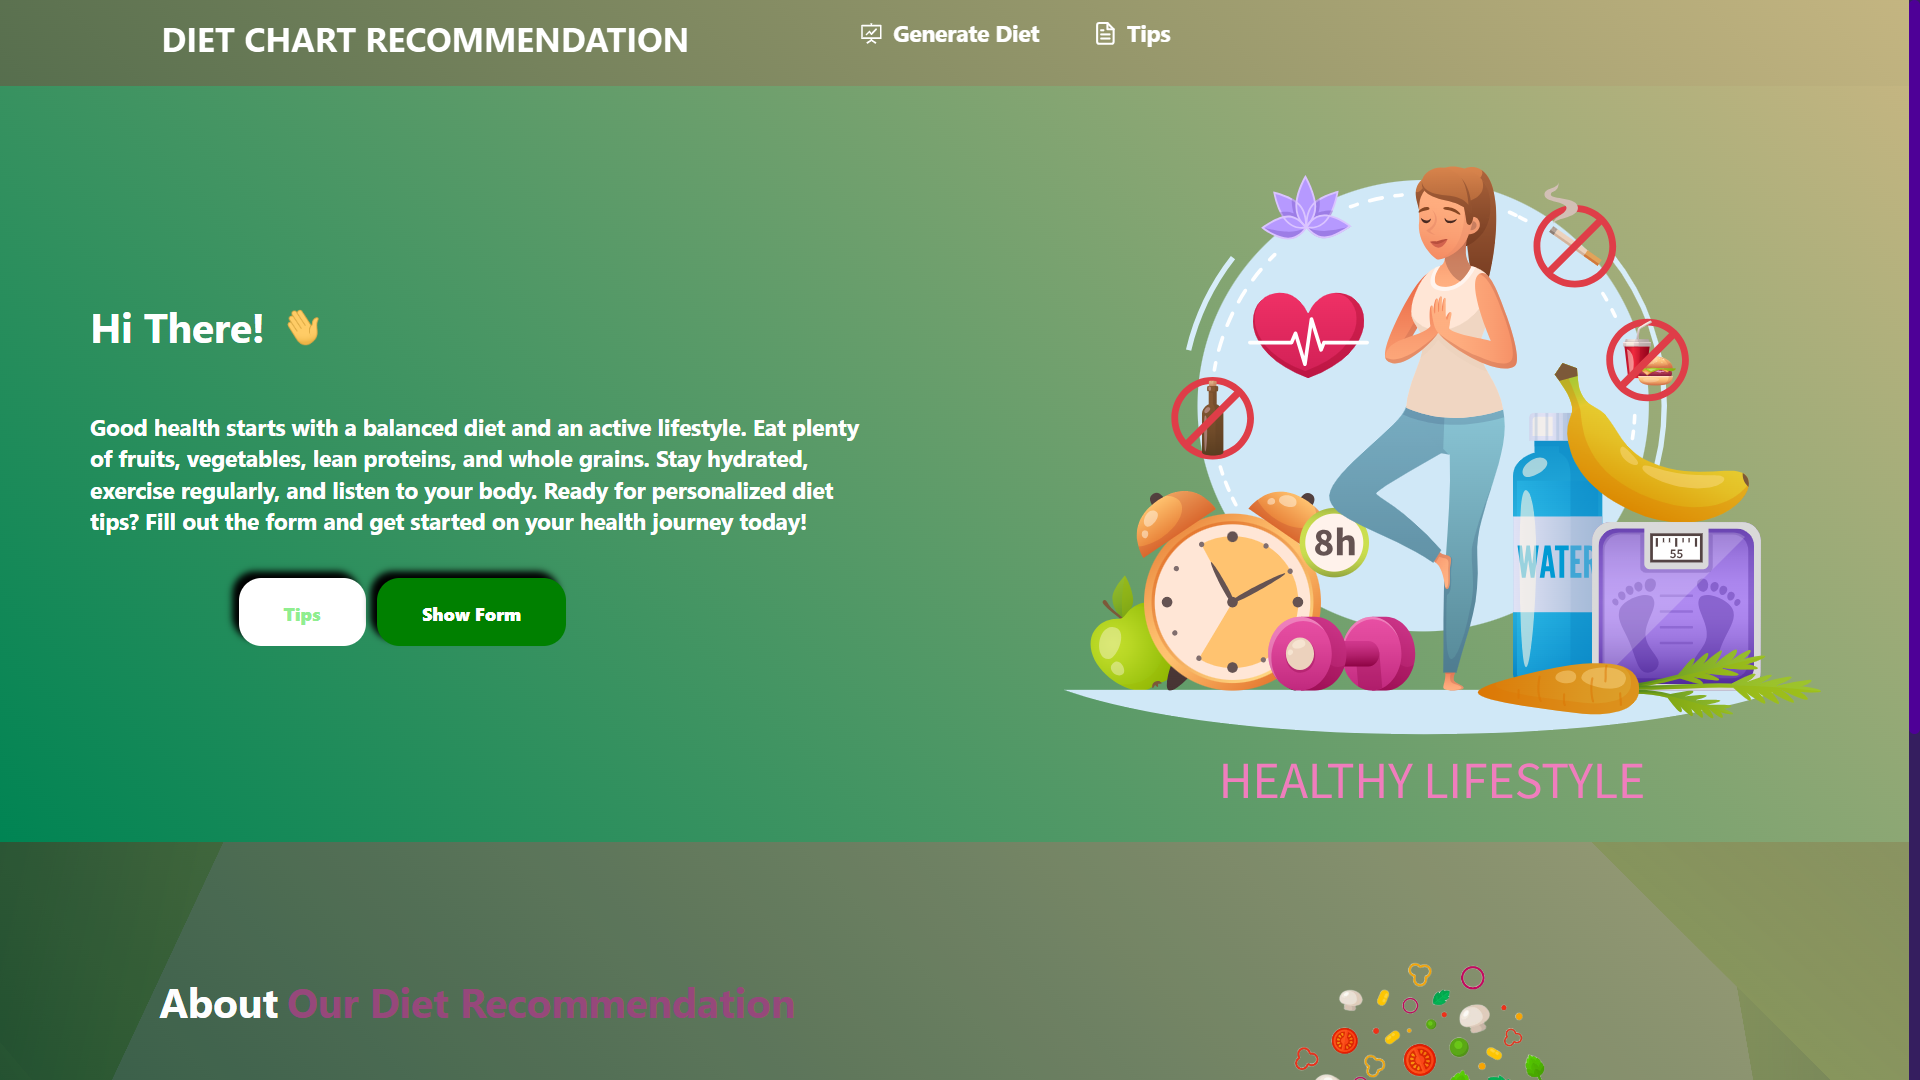 DIET CHART RECOMMENDATION
Generate Diet
Tips
Hi There! 👋
Good health starts with a balanced diet and an active lifestyle. Eat plenty
of fruits, vegetables, lean proteins, and whole grains. Stay hydrated,
exercise regularly, and listen to your body. Ready for personalized diet
tips? Fill out the form and get started on your health journey today!
Tips
Show Form
8h
WATER
55
HEALTHY LIFESTYLE
About Our Diet Recommendation